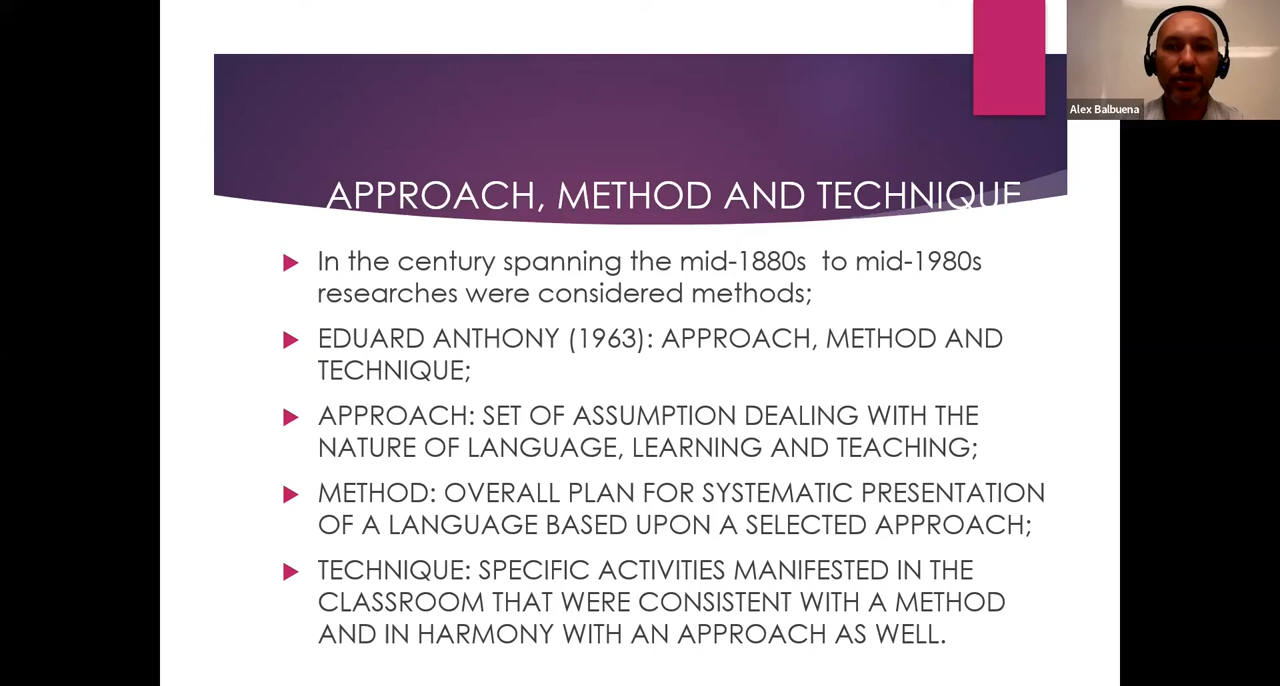 Alex Balbuena
APPROACH, METHOD AND TECHNIQUE
In the century spanning the mid-1880s to mid-1980s
researches were considered methods;
EDUARD ANTHONY (1963): APPROACH, METHOD AND
TECHNIQUE;
APPROACH: SET OF ASSUMPTION DEALING WITH THE
NATURE OF LANGUAGE, LEARNING AND TEACHING;
METHOD: OVERALL PLAN FOR SYSTEMATIC PRESENTATION
OF A LANGUAGE BASED UPON A SELECTED APPROACH;
TECHNIQUE: SPECIFIC ACTIVITIES MANIFESTED IN THE
CLASSROOM THAT WERE CONSISTENT WITH A METHOD
AND IN HARMONY WITH AN APPROACH AS WELL.